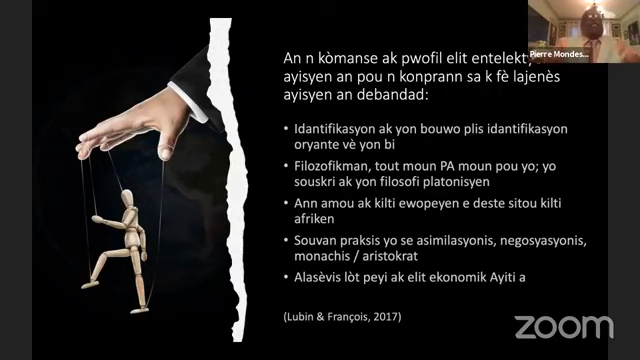 Pierre Mondes...
An n kòmanse ak pwofil elit entelekty
ayisyen an pou n konprann sa k fè lajenès
ayisyen an debandad:
• Idantifikasyon ak yon bouwo plis idantifikasyon
oryante vè yon bi
• Filozofikman, tout moun PA moun pou yo; yo
souskri ak yon filosofi platonisyen
• Ann amou ak kilti ewopeyen e deste sitou kilti
afriken
• Souvan praksis yo se asimilasyonis, negosyasyonis,
monachis / aristokrat
• Alasèvis lòt peyi ak elit ekonomik Ayiti a
(Lubin & François, 2017)
zoom